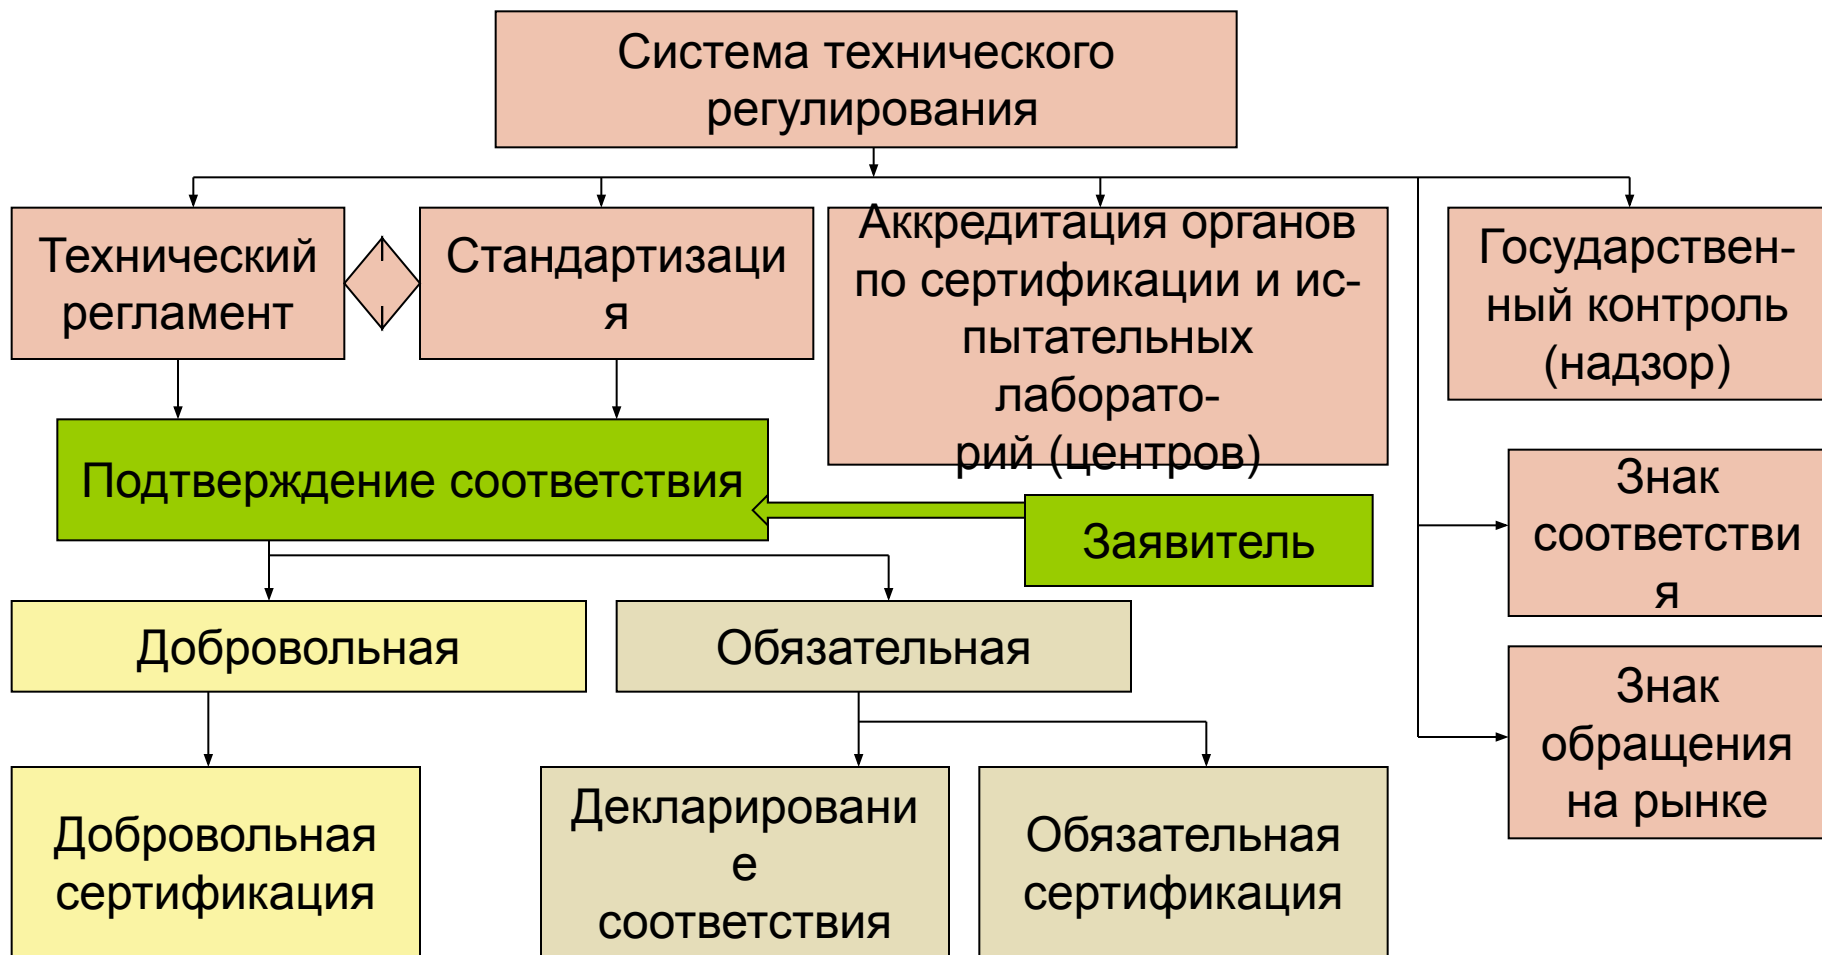 Система технического
регулирования
Технический
регламент
Стандартизаци
я
Аккредитация органов
по сертификации и ис-
пытательных
лаборато-
рий (центров)
Государствен-
ный контроль
(надзор)
Подтверждение соответствия
Заявитель
Знак
соответстви
я
Добровольная
Обязательная
Знак
обращения
на рынке
Добровольная
сертификация
Декларировани
е
соответствия
Обязательная
сертификация